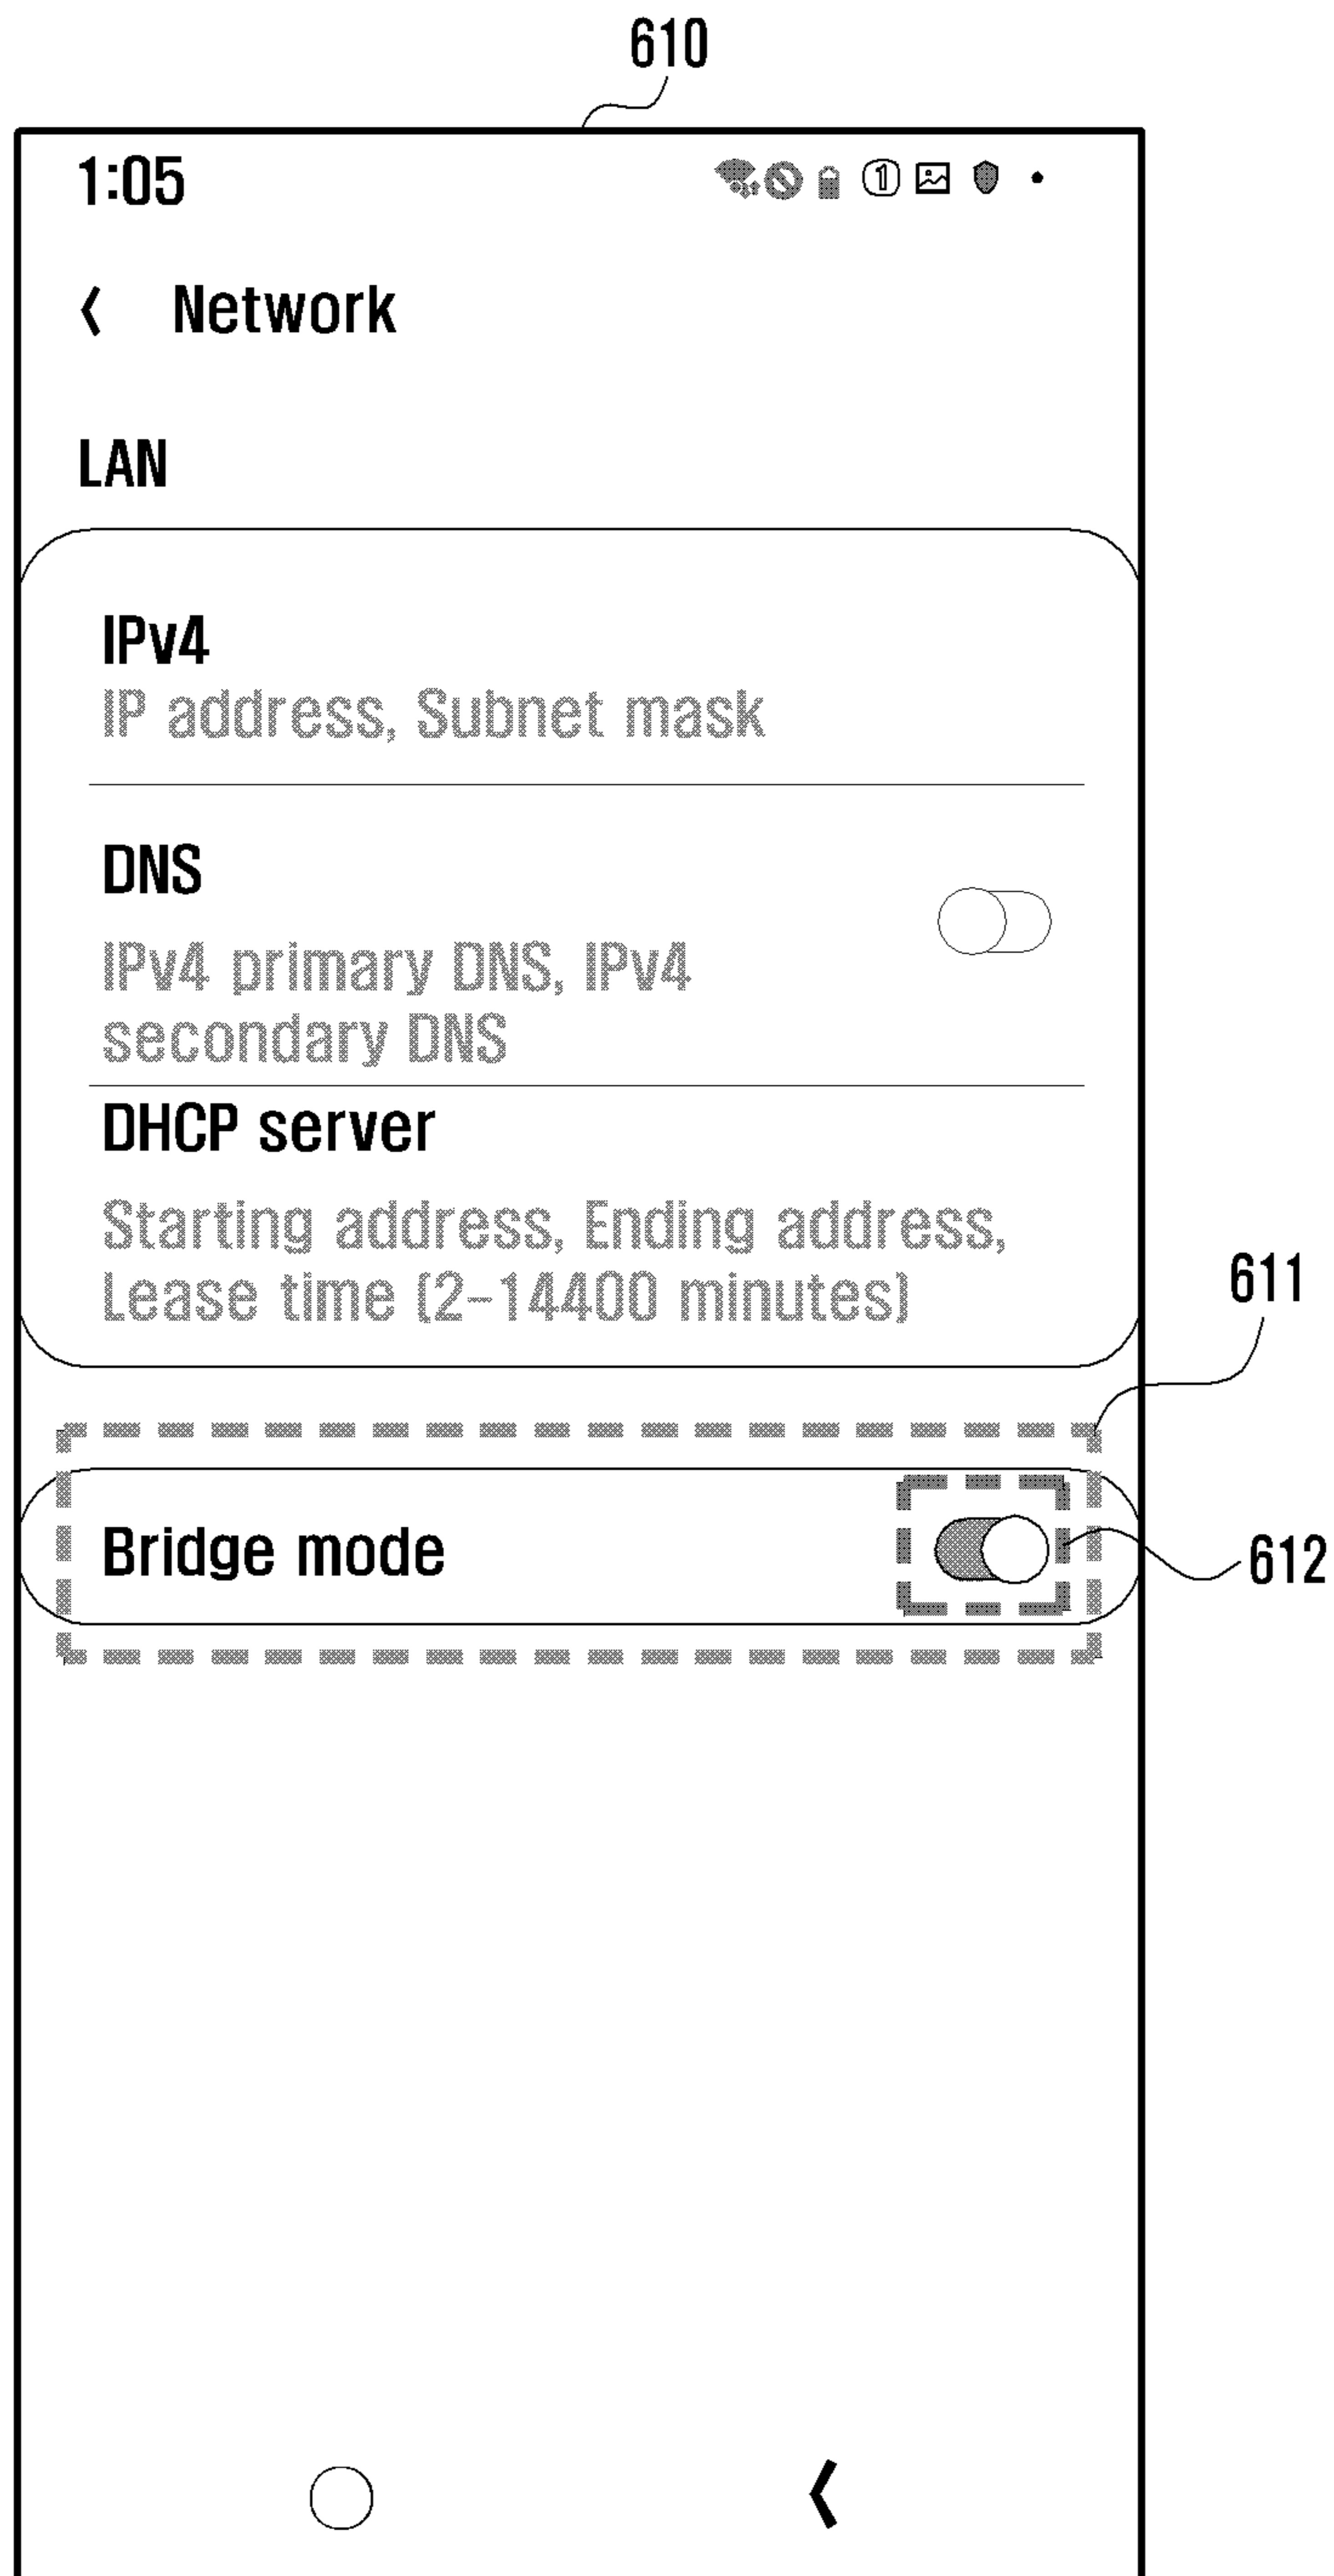 610
1:05
1
Network
LAN
IPv4
IP address, Subnet mask
DNS
IPv4 primary DNS, IPv4
secondary DNS
DHCP server
Starting address, Ending address,
Lease time (2-14400 minutes)
611
Bridge mode
612